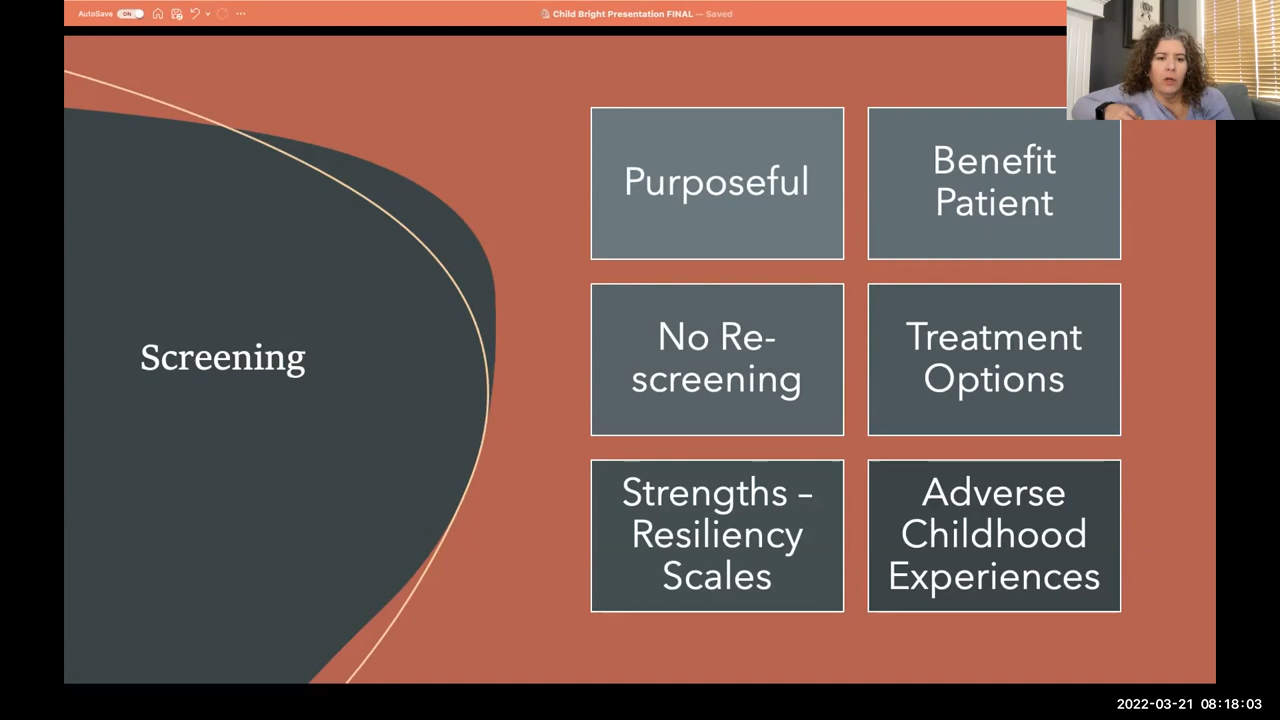 AutoSave ON
Child Bright Presentation FINAL — Saved
Screening
Purposeful
Benefit
Patient
No Re-
screening
Treatment
Options
Strengths –
Resiliency
Scales
Adverse
Childhood
Experiences
2022-03-21 08:18:03